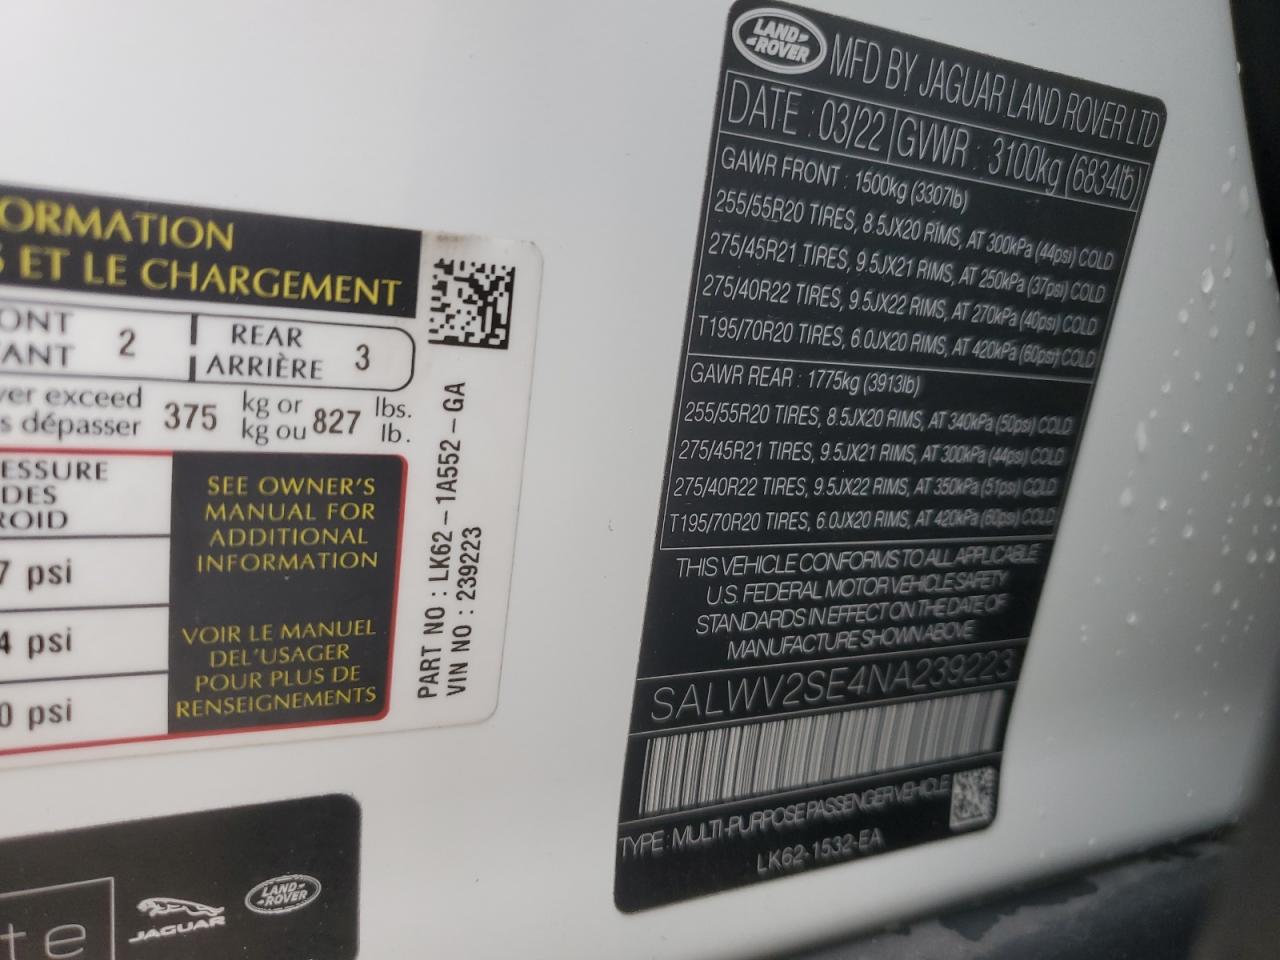 ORMATION
S ET LE CHARGEMENT
ONT
TANT 2
REAR
ARRIÈRE 3
ver exceed
s dépasser 375 kg or
kg ou 827 lbs.
lb.
ESSURE
DES
ROID
7 psi
4 psi
0 psi
SEE OWNER'S
MANUAL FOR
ADDITIONAL
INFORMATION
VOIR LE MANUEL
DEL'USAGER
POUR PLUS DE
RENSEIGNEMENTS
PART NO : LK62-1A552-GA
VIN NO : 239223
te
JAGUAR
LAND-
-ROVER
LAND-
-ROVER
MFD BY JAGUAR LAND ROVER LTD
DATE : 03/22 GVWR : 3100kg (6834lb)
GAWR FRONT : 1500kg (3307lb)
255/55R20 TIRES, 8.5JX20 RIMS, AT 300kPa (44psi) COLD
275/45R21 TIRES, 9.5JX21 RIMS, AT 250kPa (37psi) COLD
275/40R22 TIRES, 9.5JX22 RIMS, AT 270kPa (40psi) COLD
T195/70R20 TIRES, 6.0JX20 RIMS, AT 420kPa (60psi) COLD
GAWR REAR : 1775kg (3913lb)
255/55R20 TIRES, 8.5JX20 RIMS, AT 340kPa (50psi) COLD
275/45R21 TIRES, 9.5JX21 RIMS, AT 300kPa (44psi) COLD
275/40R22 TIRES, 9.5JX22 RIMS, AT 350kPa (51psi) COLD
T195/70R20 TIRES, 6.0JX20 RIMS, AT 420kPa (60psi) COLD
THIS VEHICLE CONFORMS TO ALL APPLICABLE
U.S. FEDERAL MOTOR VEHICLE SAFETY
STANDARDS IN EFFECT ON THE DATE OF
MANUFACTURE SHOWN ABOVE
SALWV2SE4NA239223
TYPE : MULTI-PURPOSE PASSENGER VEHICLE
LK62-1532-EA